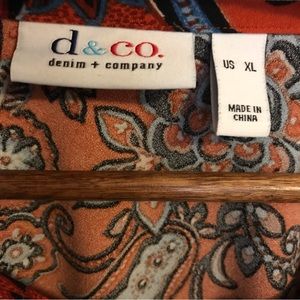 d&co.
denim + company
US XL
MADE IN
CHINA